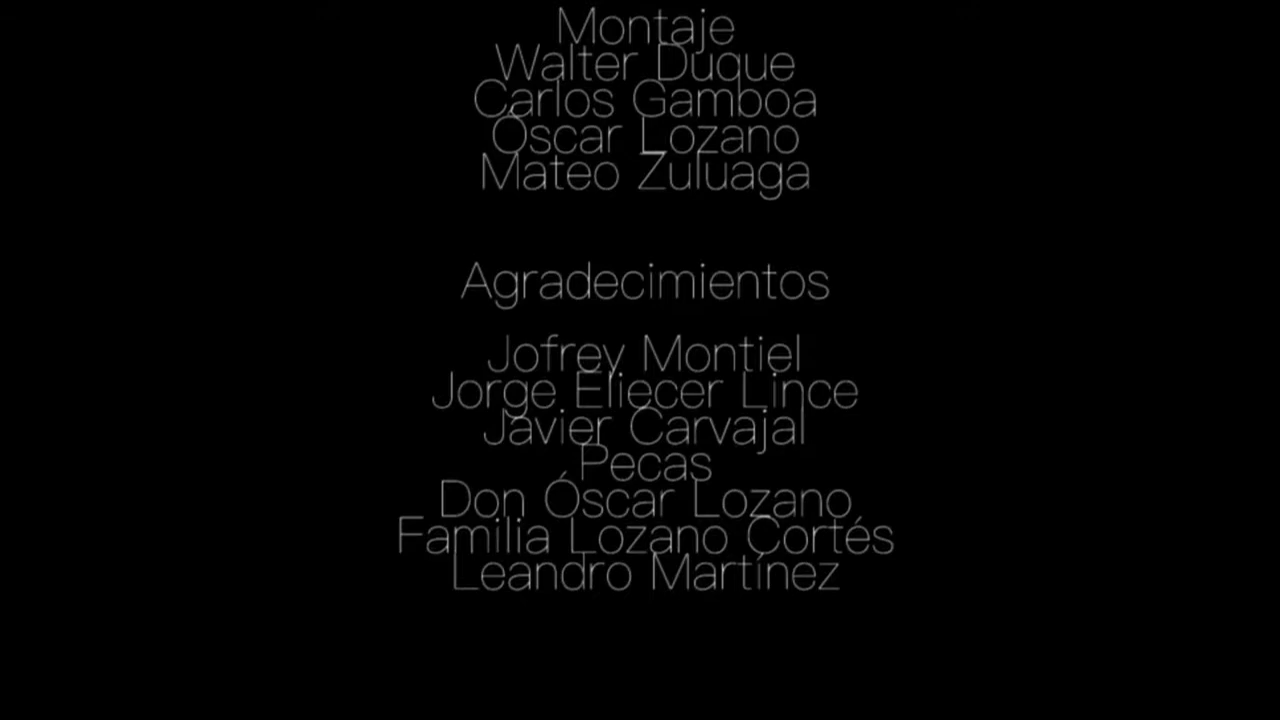 Montaje
Walter Duque
Carlos Gamboa
Óscar Lozano
Mateo Zuluaga
Agradecimientos
Jofrey Montiel
Jorge Eliecer Lince
Javier Carvajal
Pecas
Don Óscar Lozano
Familia Lozano Cortés
Leandro Martínez